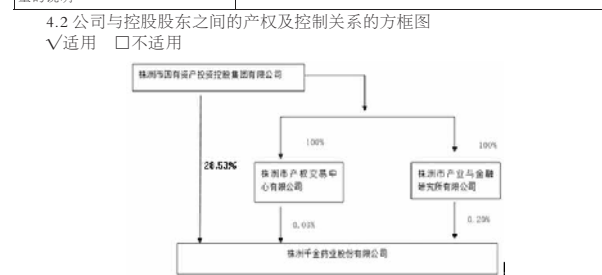 4.2 公司与控股股东之间的产权及控制关系的方框图
√适用 □不适用
株洲市国有资产投资控股集团有限公司
100%
100%
28.53%
株洲市产权交易中
心有限公司
株洲市产业与金融
研究所有限公司
0.03%
0.20%
株洲千金药业股份有限公司